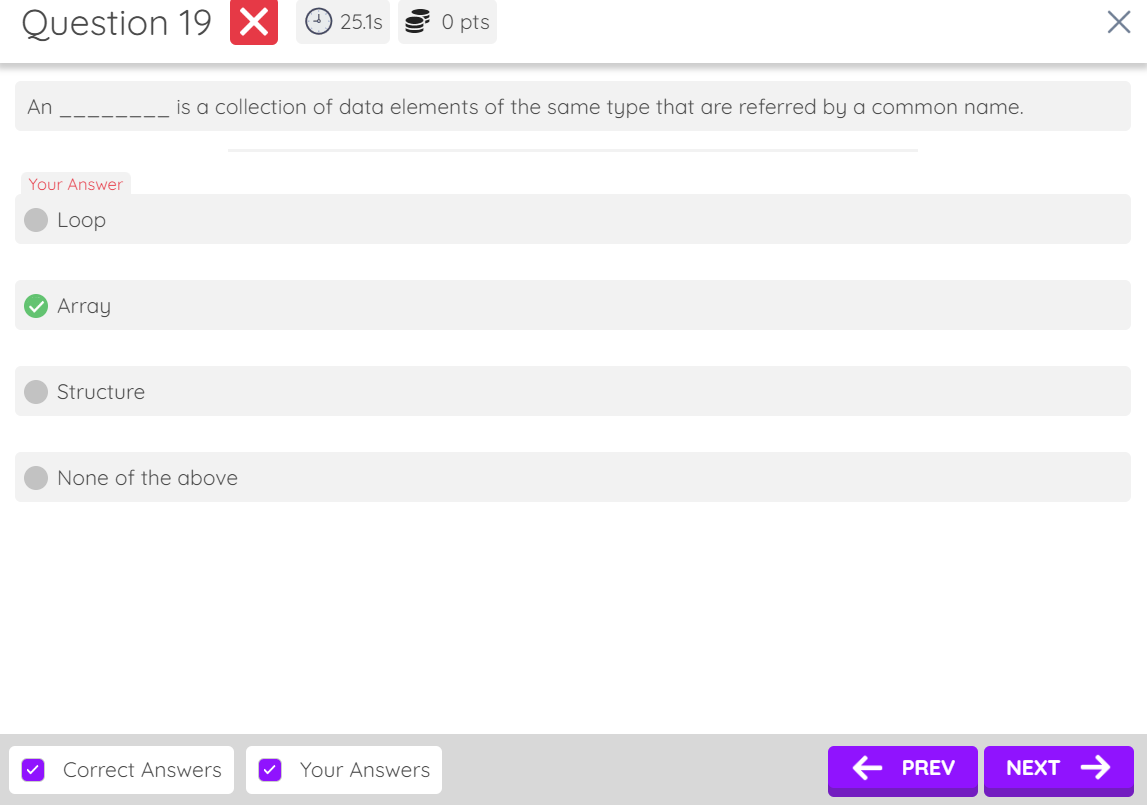 Question 19 25.1s 0 pts
An ________ is a collection of data elements of the same type that are referred by a common name.
Your Answer
Loop
Array
Structure
None of the above
Correct Answers Your Answers PREV NEXT